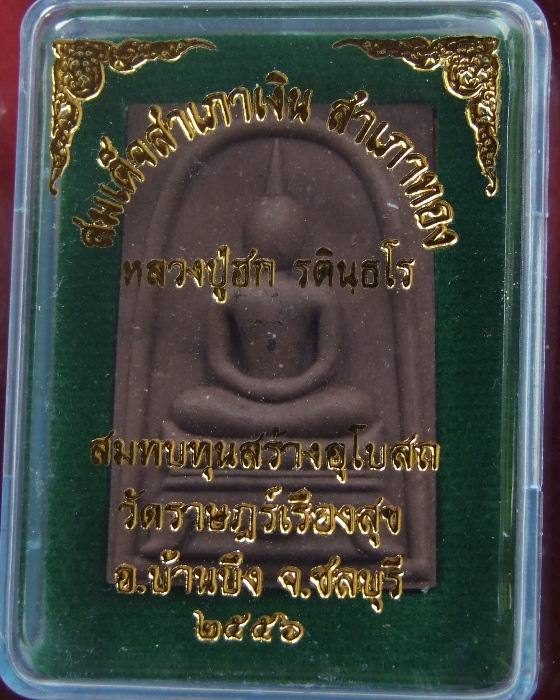 สมเด็จสำเภาเงิน สำเภาทอง
หลวงปู่ฮก รตินฺธโร
สมทบทุนสร้างอุโบสถ
วัดราษฎร์เรืองสุข
อ.บ้านบึง จ.ชลบุรี
๒๕๕๖